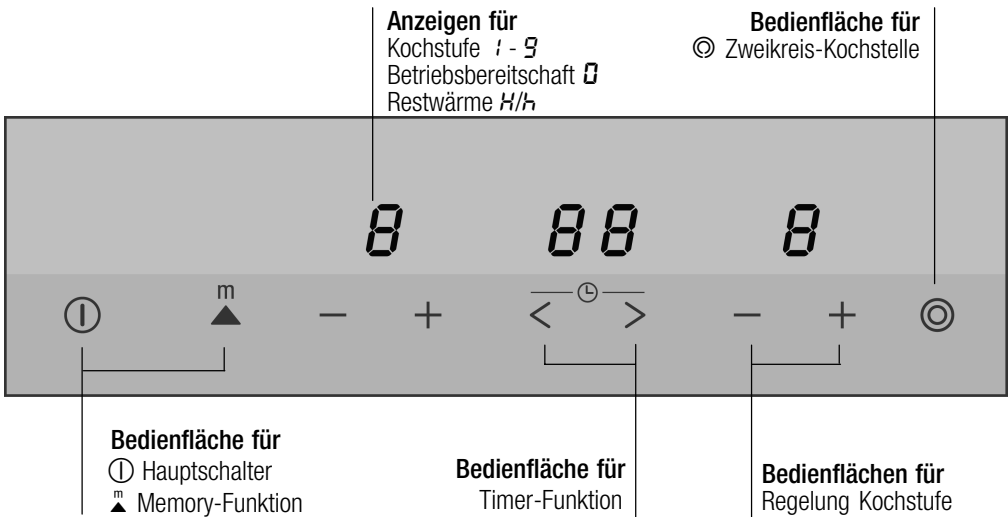 Anzeigen für
Kochstufe 1 - 9
Betriebsbereitschaft 0
Restwärme H/h
Bedienfläche für
Zweikreis-Kochstelle
8 88 8
m
− + < > − +
Bedienfläche für
Hauptschalter
m Memory-Funktion
Bedienfläche für
Timer-Funktion
Bedienflächen für
Regelung Kochstufe